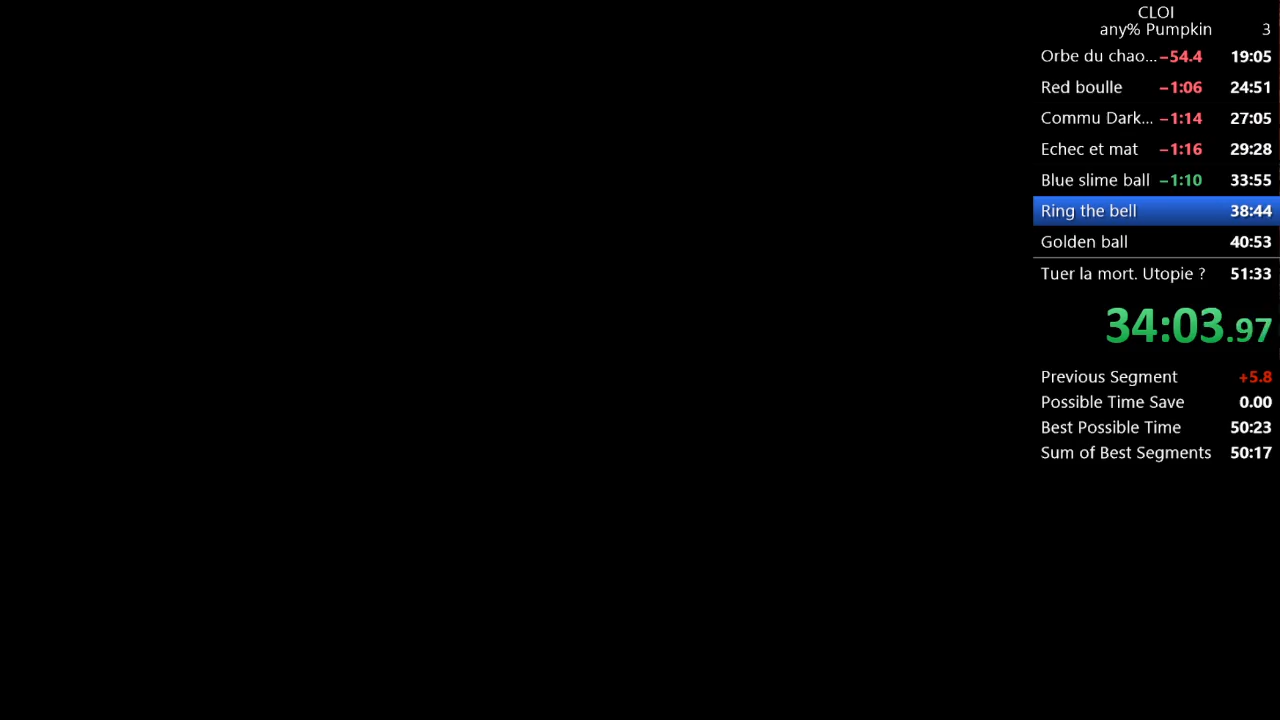 CLOI
any% Pumpkin 3
Orbe du chao... −54.4 19:05
Red boulle −1:06 24:51
Commu Dark... −1:14 27:05
Echec et mat −1:16 29:28
Blue slime ball −1:10 33:55
Ring the bell 38:44
Golden ball 40:53
Tuer la mort. Utopie ? 51:33
34:03.97
Previous Segment +5.8
Possible Time Save 0.00
Best Possible Time 50:23
Sum of Best Segments 50:17